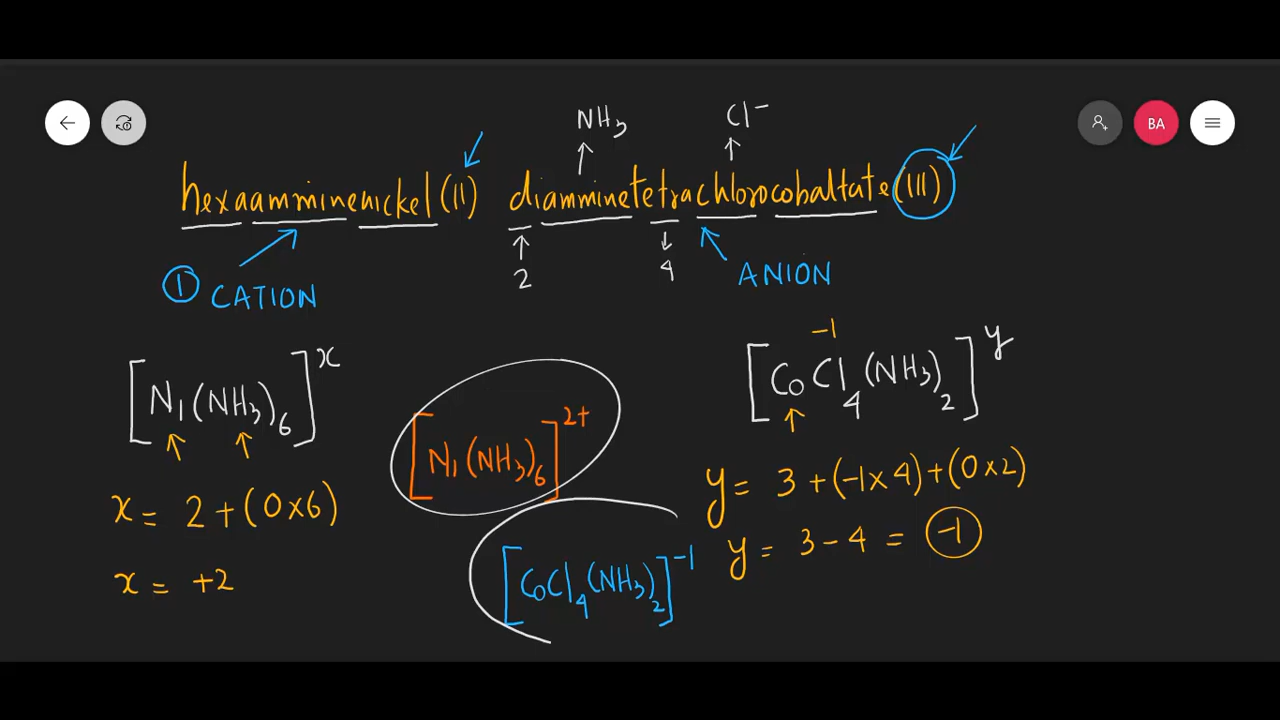 NH3 Cl⁻
hexaamminenickel(II) diamminetetrachlorocobaltate(III)
① CATION 2 4 ANION
[Ni(NH3)6]ˣ
-1
[CoCl4(NH3)2]ʸ
[Ni(NH3)6]²⁺
x = 2 + (0×6)
x = +2
y = 3 + (-1×4) + (0×2)
y = 3 - 4 = -1
[CoCl4(NH3)2]⁻¹
BA